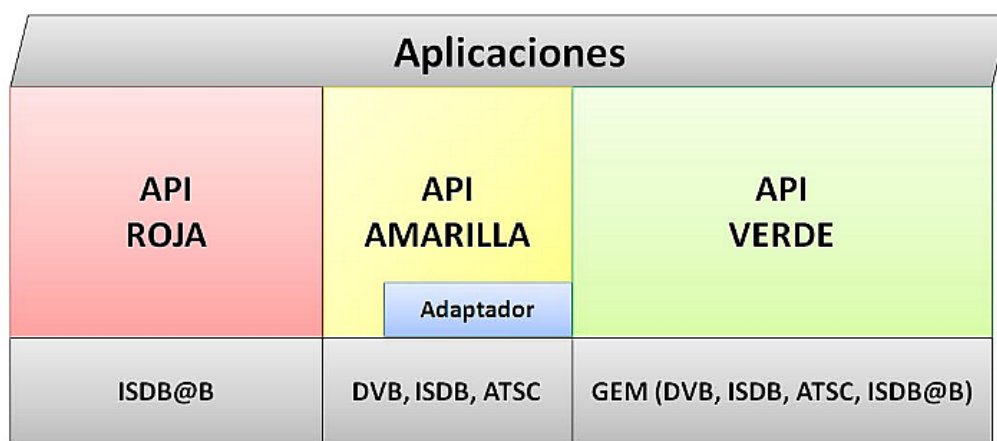 Aplicaciones
API
ROJA
API
AMARILLA
API
VERDE
Adaptador
ISDB@B
DVB, ISDB, ATSC
GEM (DVB, ISDB, ATSC, ISDB@B)